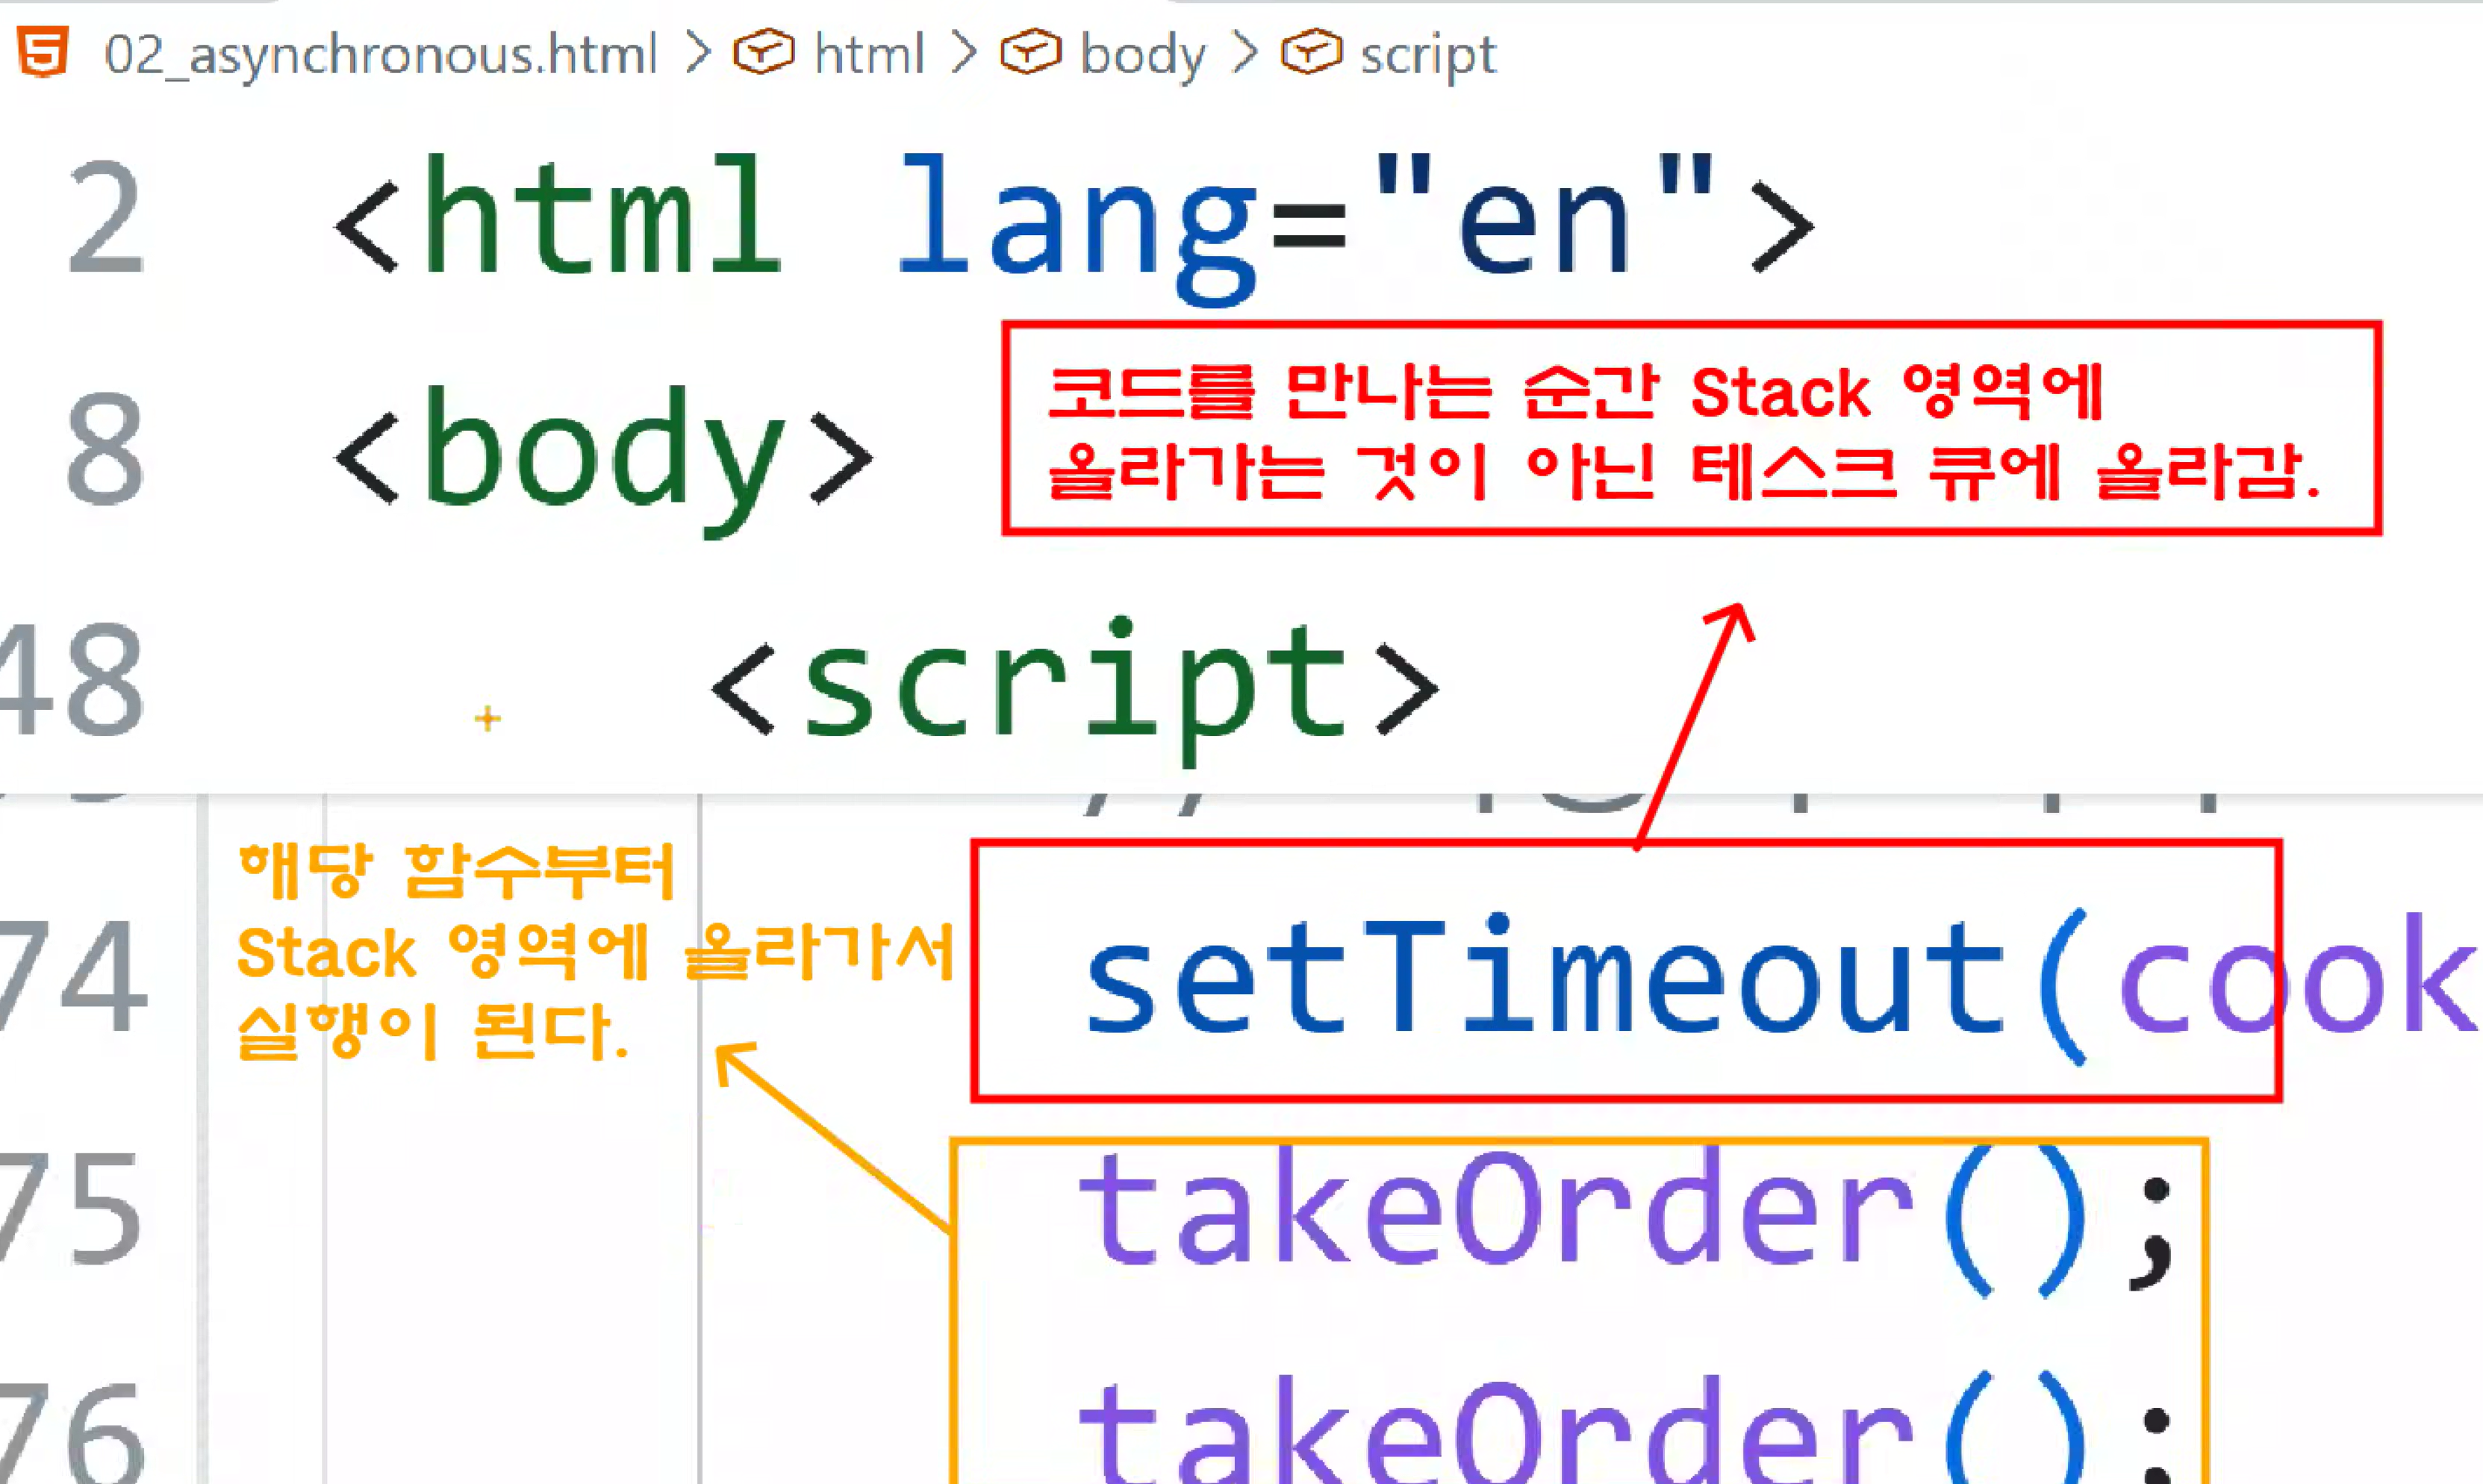 02_asynchronous.html > html > body > script
2 <html lang="en">
8 <body>
코드를 만나는 순간 Stack 영역에
올라가는 것이 아닌 테스크 큐에 올라감.
48 <script>
해당 함수부터
Stack 영역에 올라가서
실행이 된다.
74 setTimeout(cook
75 takeOrder();
76 takeOrder();